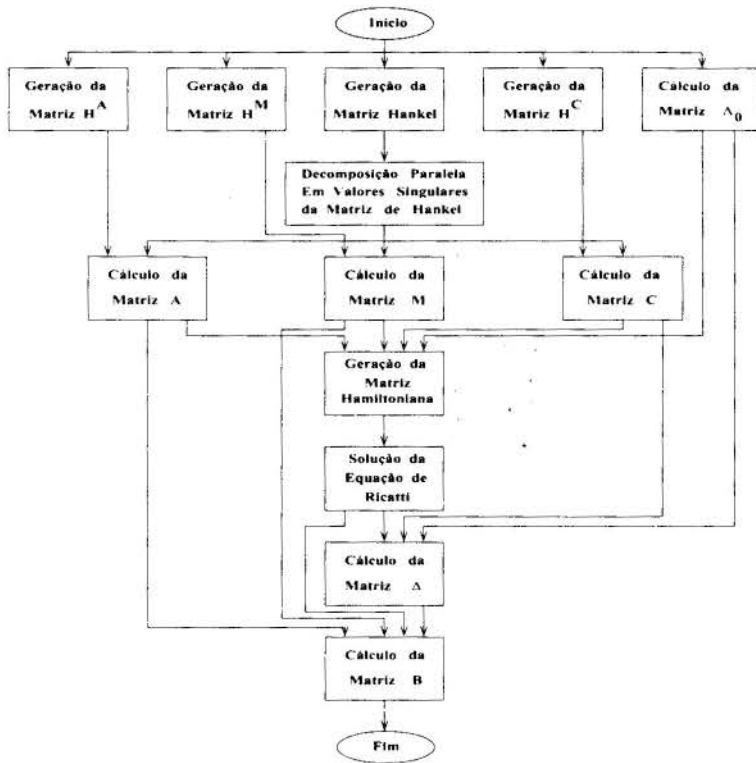 Início
Geração da
Matriz H^A
Geração da
Matriz H^M
Geração da
Matriz Hankel
Geração da
Matriz H^C
Cálculo da
Matriz Λ₀
Decomposição Paralela
Em Valores Singulares
da Matriz de Hankel
Cálculo da
Matriz A
Cálculo da
Matriz M
Cálculo da
Matriz C
Geração da
Matriz
Hamiltoniana
Solução da
Equação de
Ricatti
Cálculo da
Matriz Δ
Cálculo da
Matriz B
Fim